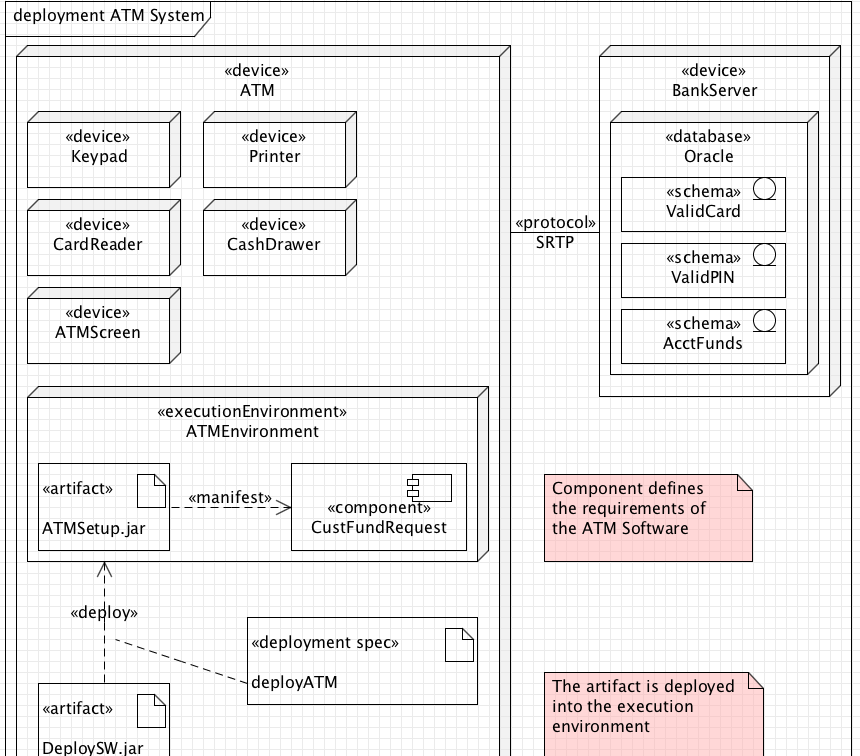 deployment ATM System
«device»
ATM
«device»
Keypad
«device»
Printer
«device»
CardReader
«device»
CashDrawer
«device»
ATMScreen
«executionEnvironment»
ATMEnvironment
«artifact»
ATMSetup.jar
«manifest»
«component»
CustFundRequest
«deploy»
«deployment spec»
deployATM
«artifact»
DeploySW.jar
«protocol»
SRTP
«device»
BankServer
«database»
Oracle
«schema»
ValidCard
«schema»
ValidPIN
«schema»
AcctFunds
Component defines
the requirements of
the ATM Software
The artifact is deployed
into the execution
environment